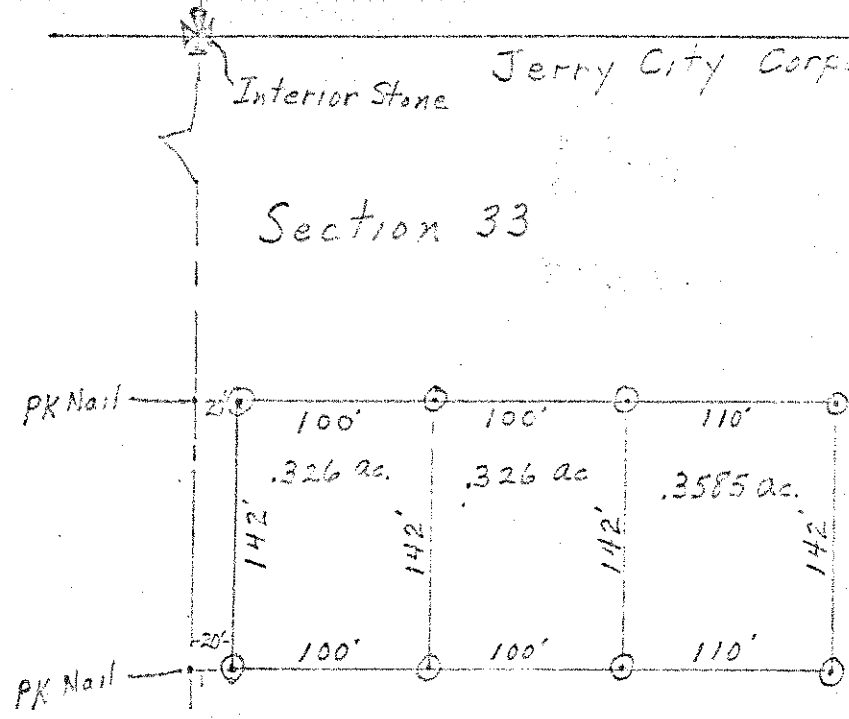 Jerry City Corp
Interior Stone
Section 33
PK Nail
100' 100' 110'
.326 ac. .326 ac .3585 ac.
142' 142' 142' 142'
20'
100' 100' 110'
PK Nail